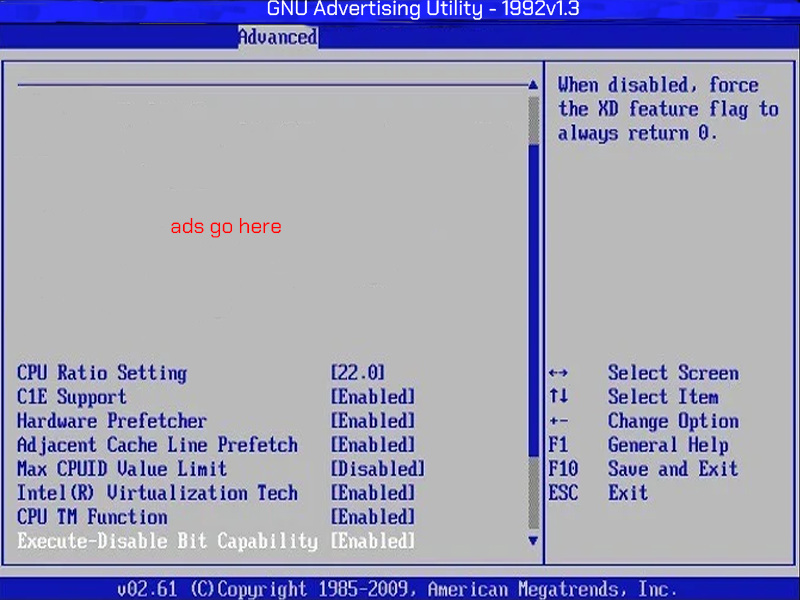 GNU Advertising Utility - 1992v1.3
Advanced
When disabled, force
the XD feature flag to
always return 0.
ads go here
CPU Ratio Setting [22.0]
C1E Support [Enabled]
Hardware Prefetcher [Enabled]
Adjacent Cache Line Prefetch [Enabled]
Max CPUID Value Limit [Disabled]
Intel(R) Virtualization Tech [Enabled]
CPU TM Function [Enabled]
Execute-Disable Bit Capability [Enabled]
↔ Select Screen
↑↓ Select Item
+- Change Option
F1 General Help
F10 Save and Exit
ESC Exit
v02.61 (C)Copyright 1985-2009, American Megatrends, Inc.